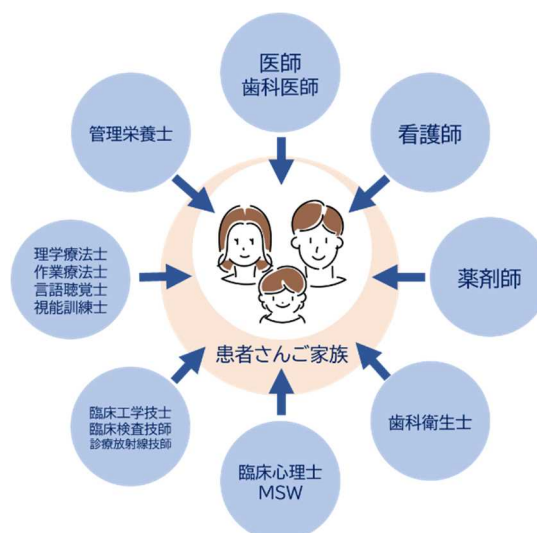 医師
歯科医師
看護師
薬剤師
歯科衛生士
臨床心理士
MSW
臨床工学技士
臨床検査技師
診療放射線技師
理学療法士
作業療法士
言語聴覚士
視能訓練士
管理栄養士
患者さんご家族